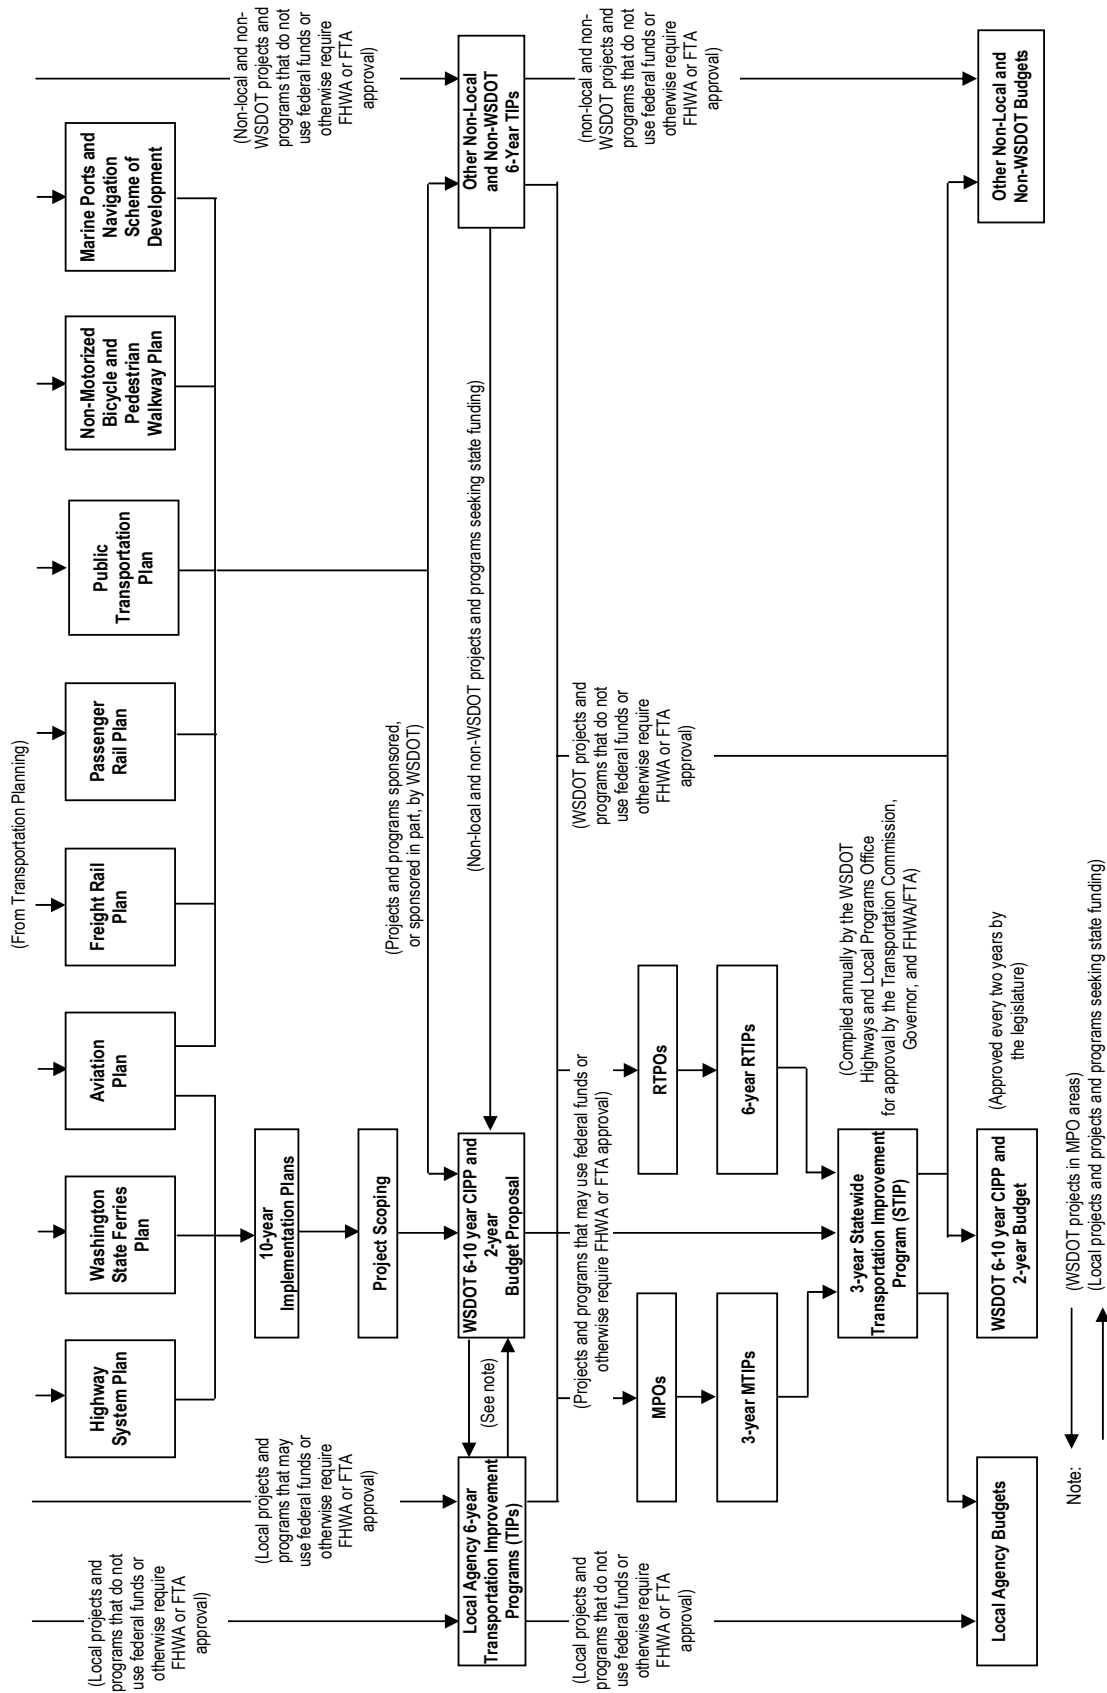 (From Transportation Planning)
Highway
System Plan
Washington
State Ferries
Plan
Aviation
Plan
Freight Rail
Plan
Passenger
Rail Plan
Public
Transportation
Plan
Non-Motorized
Bicycle and
Pedestrian
Walkway Plan
Marine Ports and
Navigation
Scheme of
Development
(Local projects and
programs that do not
use federal funds or
otherwise require
FHWA or FTA
approval)
(Local projects and
programs that may
use federal funds or
otherwise require
FHWA or FTA
approval)
10-year
Implementation Plans
Project Scoping
(Projects and programs sponsored,
or sponsored in part, by WSDOT)
(Non-local and non-
WSDOT projects and
programs that do not
use federal funds or
otherwise require
FHWA or FTA
approval)
Local Agency 6-year
Transportation Improvement
Programs (TIPs)
(See note)
WSDOT 6-10 year CIPP and
2-year
Budget Proposal
(Non-local and non-WSDOT projects and programs seeking state funding)
Other Non-Local
and Non-WSDOT
6-Year TIPs
(Local projects and
programs that do not
use federal funds or
otherwise require
FHWA or FTA
approval)
(Projects and programs that may use federal funds or
otherwise require FHWA or FTA approval)
(WSDOT projects and
programs that do not
use federal funds or
otherwise require
FHWA or FTA
approval)
(non-local and non-
WSDOT projects and
programs that do not
use federal funds or
otherwise require
FHWA or FTA
approval)
MPOs
RTPOs
3-year MTIPs
6-year RTIPs
3-year Statewide
Transportation Improvement
Program (STIP)
(Compiled annually by the WSDOT
Highways and Local Programs Office
for approval by the Transportation Commission,
Governor, and FHWA/FTA)
Local Agency Budgets
WSDOT 6-10 year CIPP and
2-year Budget
(Approved every two years by
the legislature)
Other Non-Local and
Non-WSDOT Budgets
Note:
(WSDOT projects in MPO areas)
(Local projects and projects and programs seeking state funding)